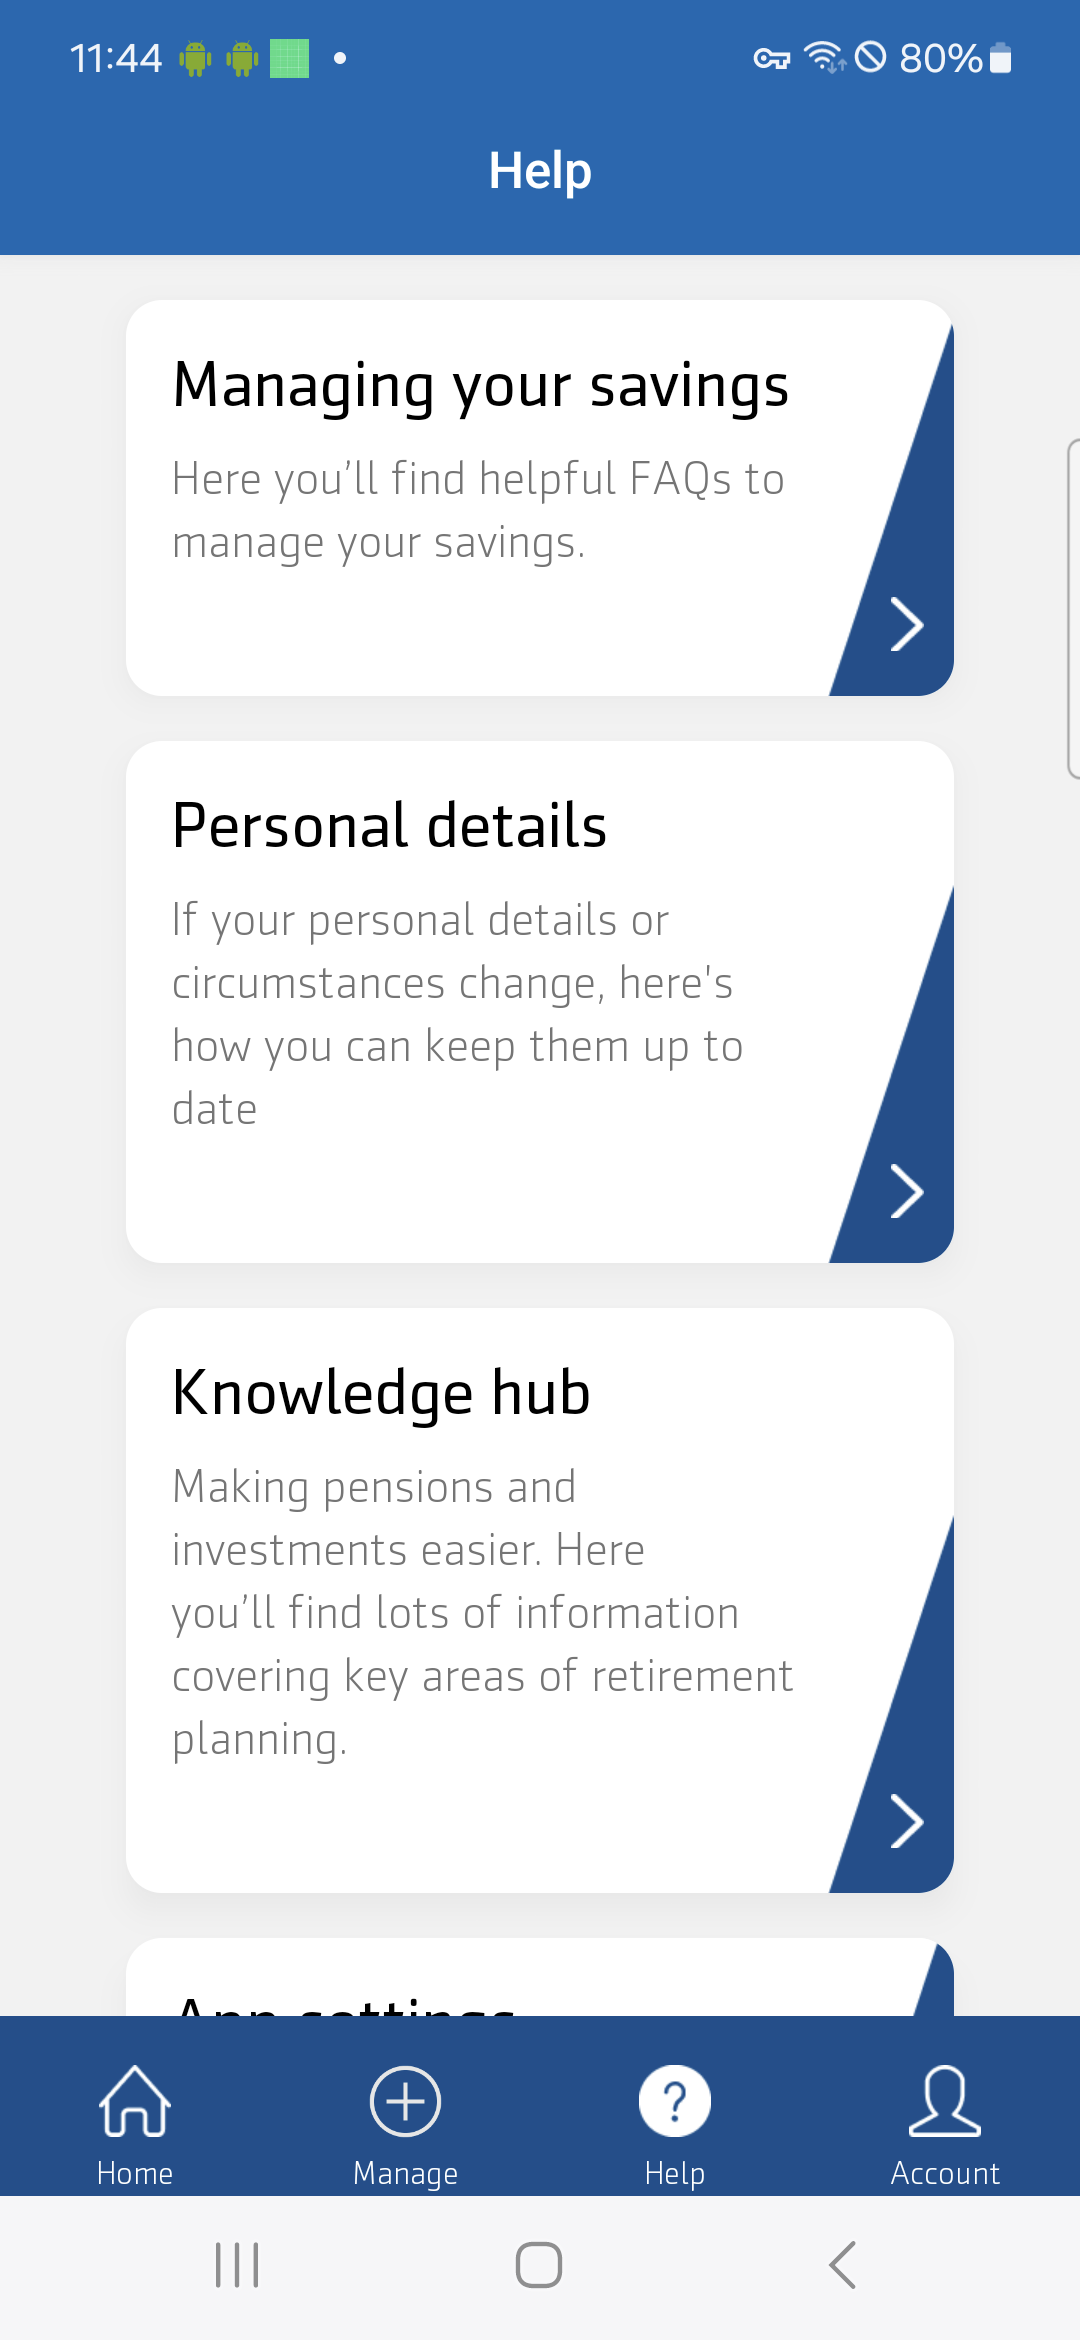 11:44
80%
Help
Managing your savings
Here you’ll find helpful FAQs to
manage your savings.
Personal details
If your personal details or
circumstances change, here's
how you can keep them up to
date
Knowledge hub
Making pensions and
investments easier. Here
you’ll find lots of information
covering key areas of retirement
planning.
App settings
Home
Manage
Help
Account